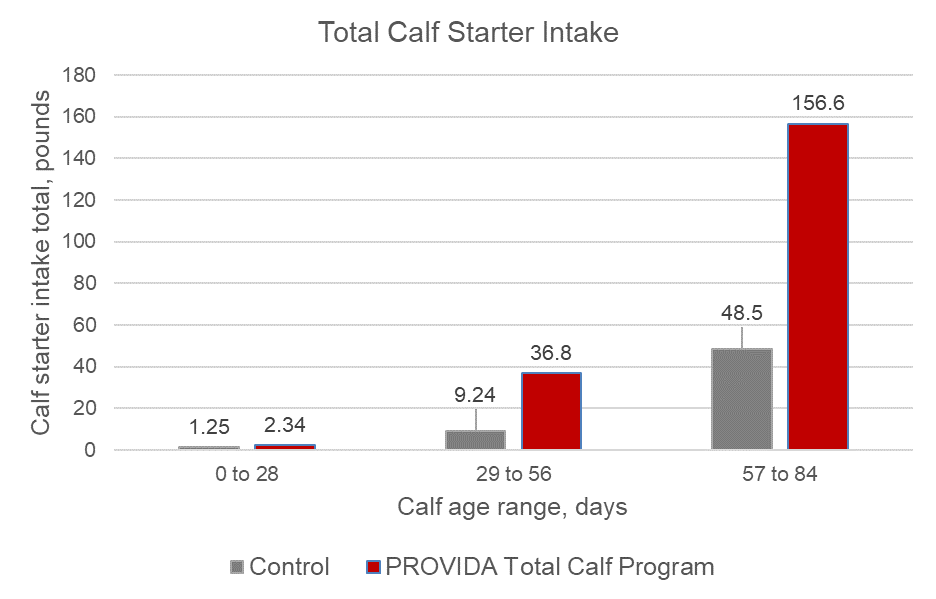 Total Calf Starter Intake
Calf starter intake total, pounds
180
160
140
120
100
80
60
40
20
0
1.25
2.34
9.24
36.8
48.5
156.6
0 to 28
29 to 56
57 to 84
Calf age range, days
Control
PROVIDA Total Calf Program